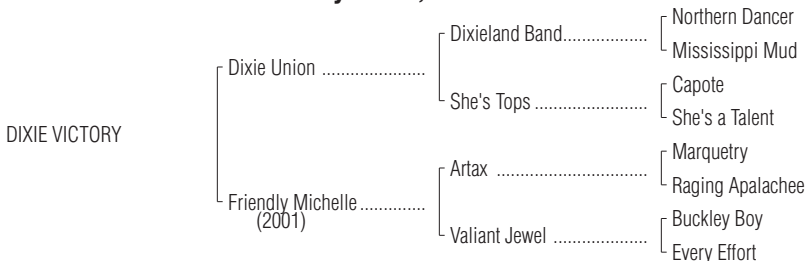 Northern Dancer
Dixieland Band..................
Mississippi Mud
Dixie Union ......................
Capote
She's Tops ........................
She's a Talent
DIXIE VICTORY
Marquetry
Artax ................................
Raging Apalachee
Friendly Michelle..............
(2001)
Buckley Boy
Valiant Jewel ....................
Every Effort